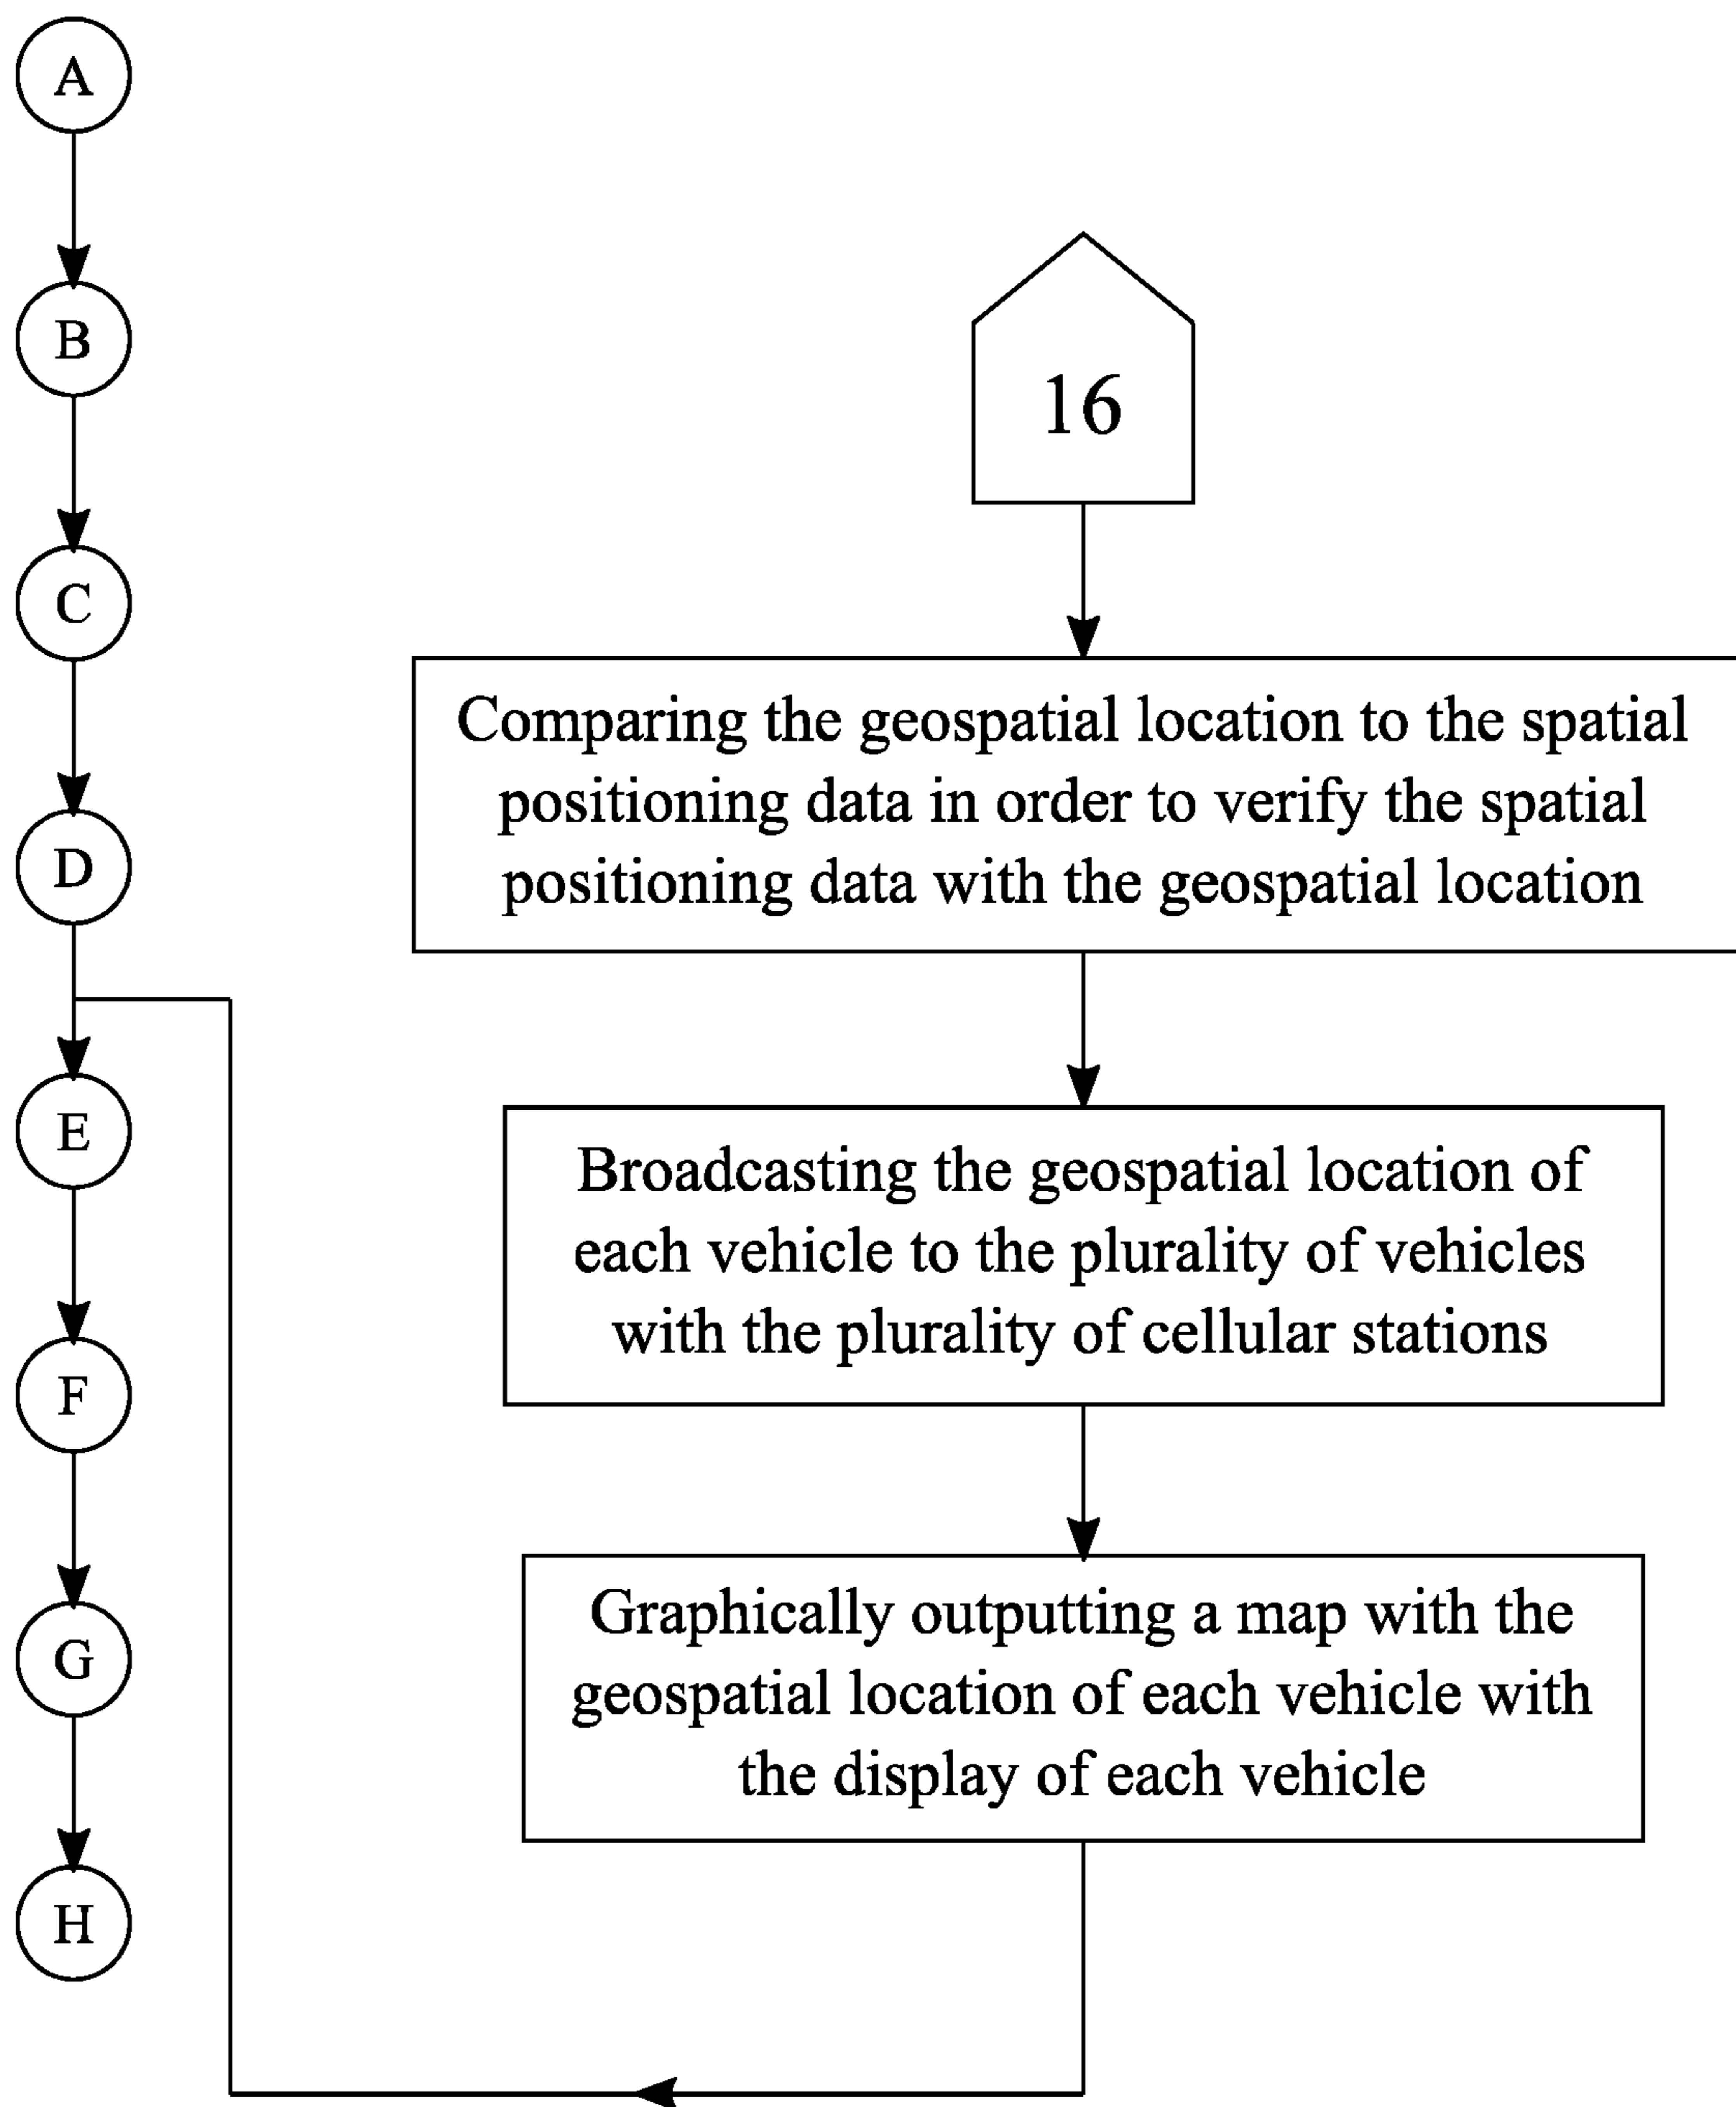 A
B
C
D
E
F
G
H
16
Comparing the geospatial location to the spatial
positioning data in order to verify the spatial
positioning data with the geospatial location
Broadcasting the geospatial location of
each vehicle to the plurality of vehicles
with the plurality of cellular stations
Graphically outputting a map with the
geospatial location of each vehicle with
the display of each vehicle